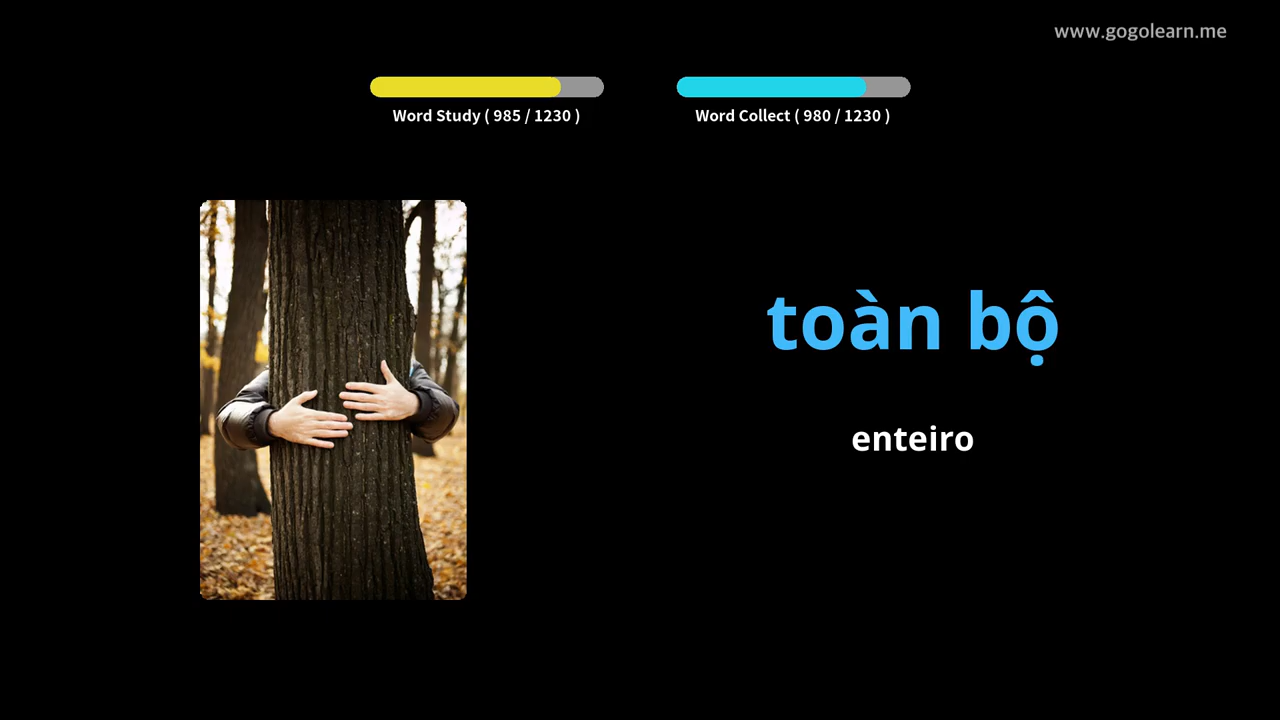 www.gogolearn.me
Word Study ( 985 / 1230 )
Word Collect ( 980 / 1230 )
toàn bộ
enteiro